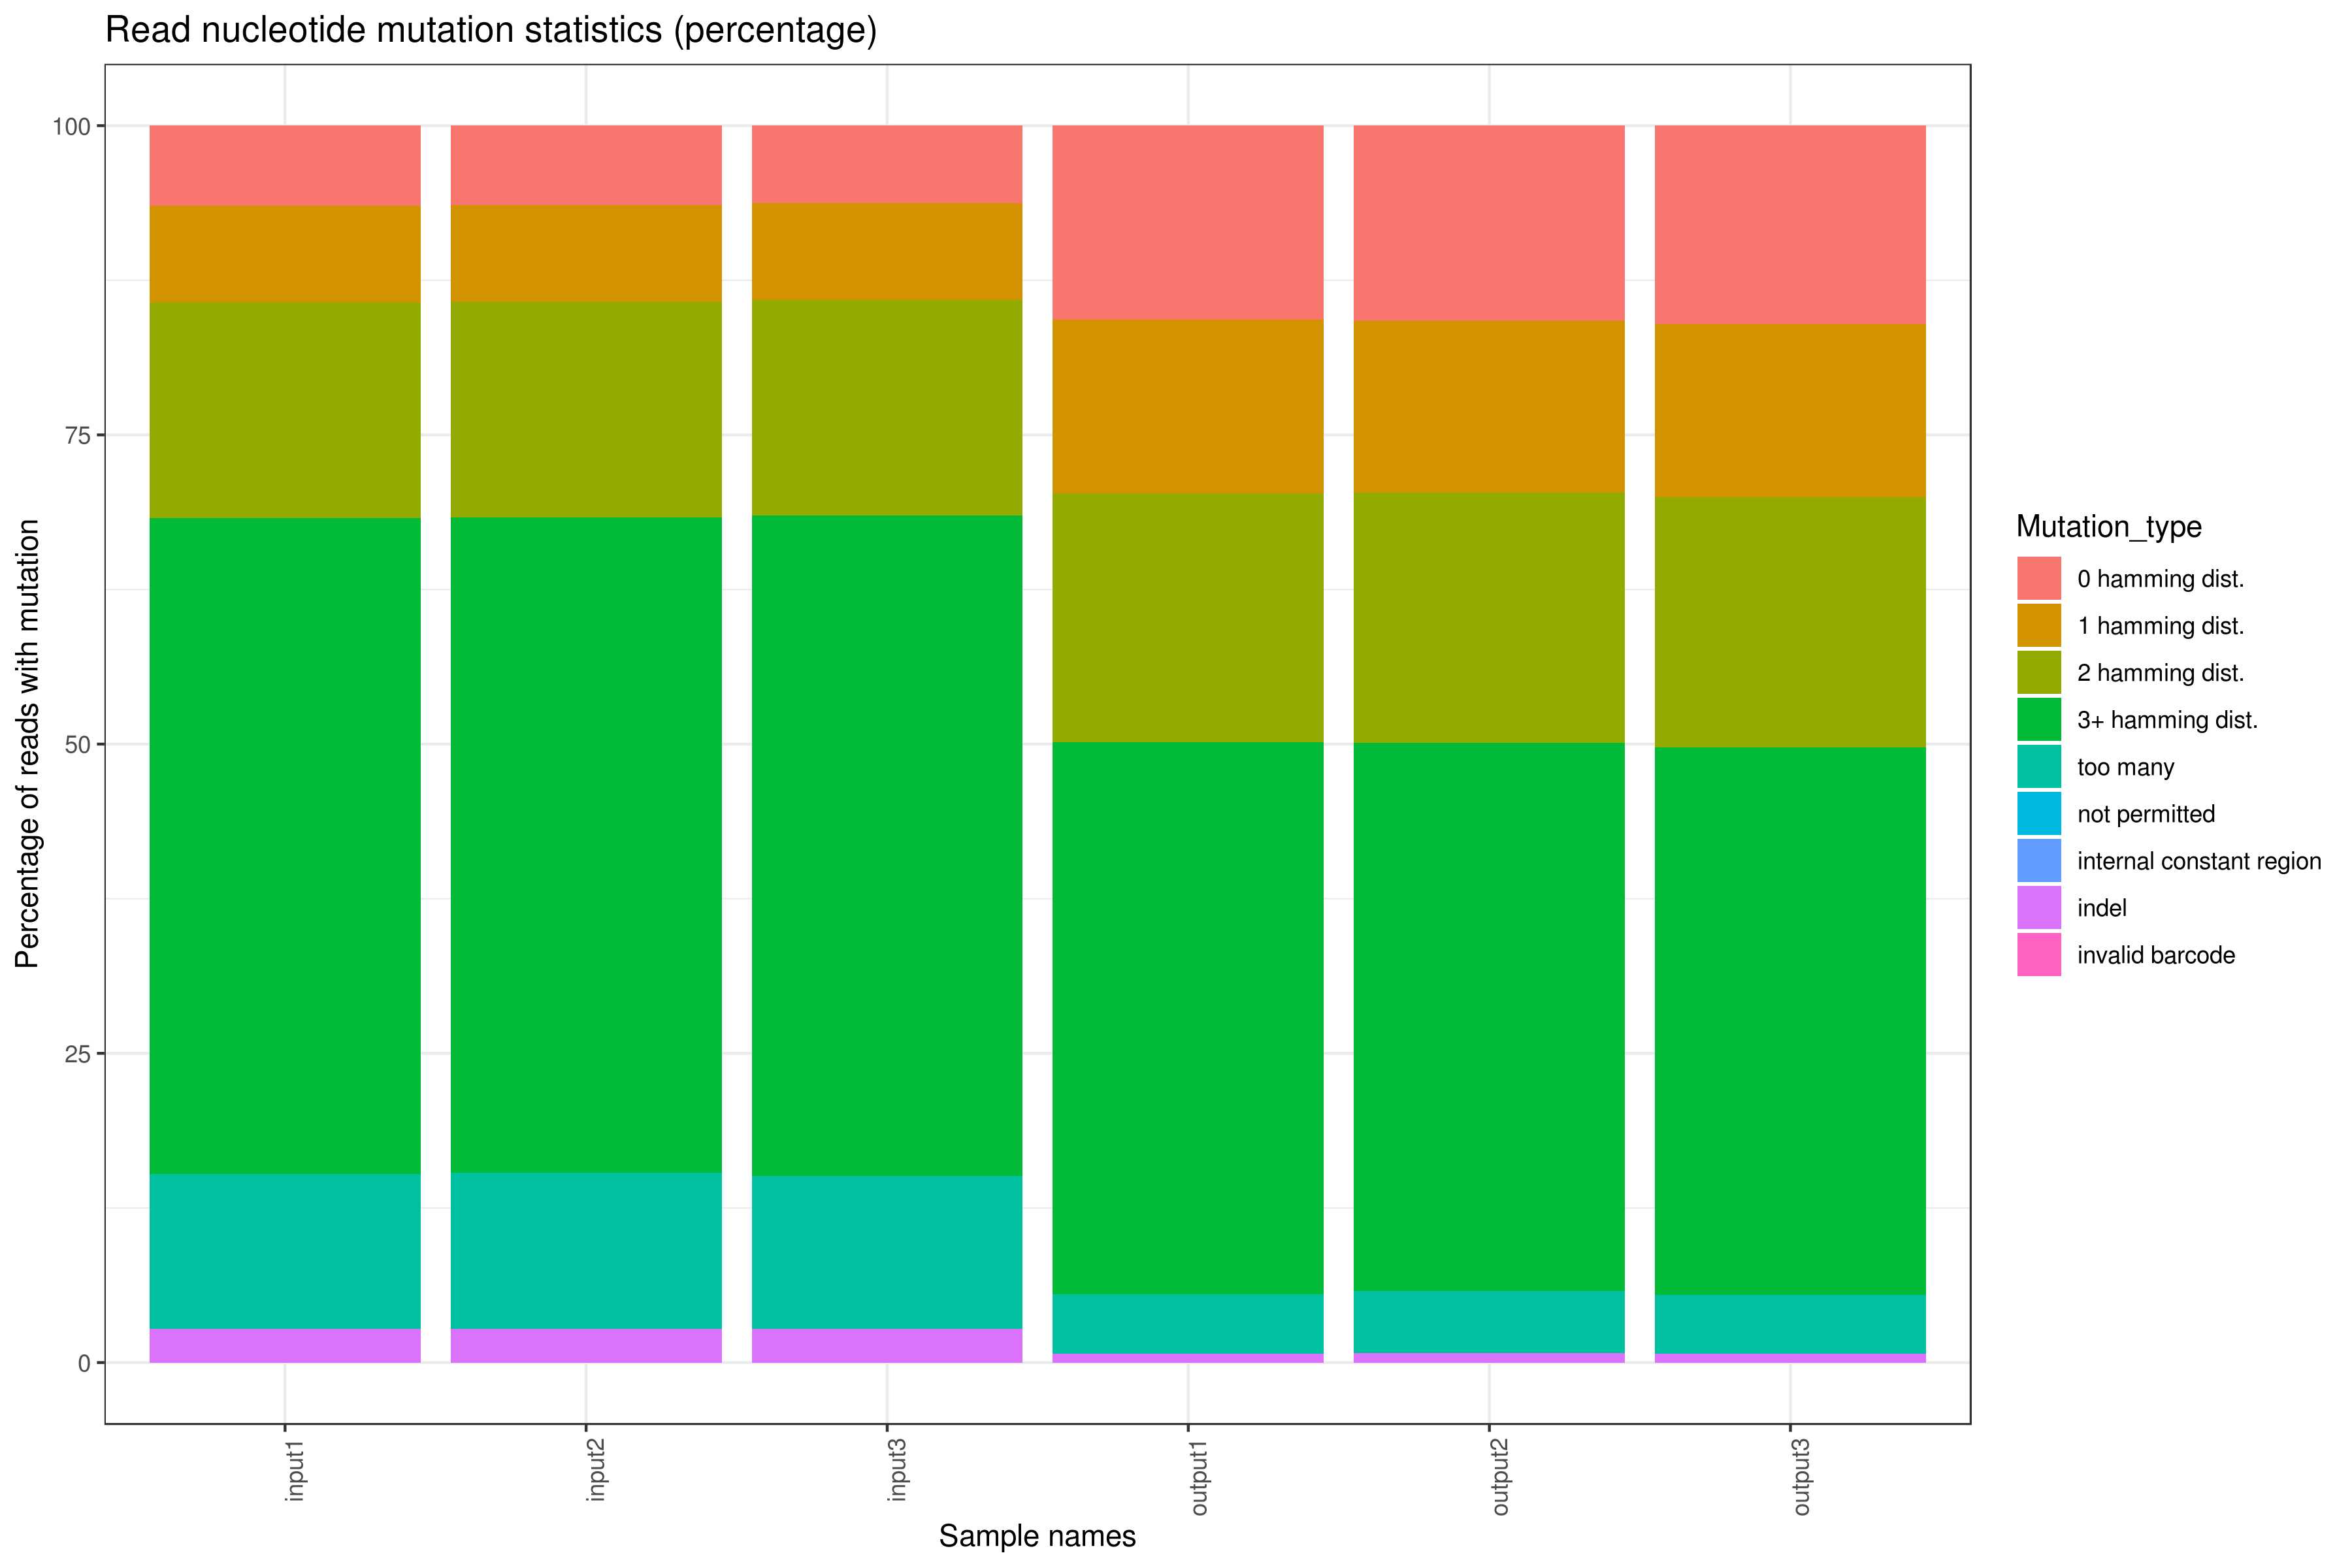 Read nucleotide mutation statistics (percentage)
Percentage of reads with mutation
100
75
50
25
0
input1
input2
input3
output1
output2
output3
Sample names
Mutation_type
0 hamming dist.
1 hamming dist.
2 hamming dist.
3+ hamming dist.
too many
not permitted
internal constant region
indel
invalid barcode